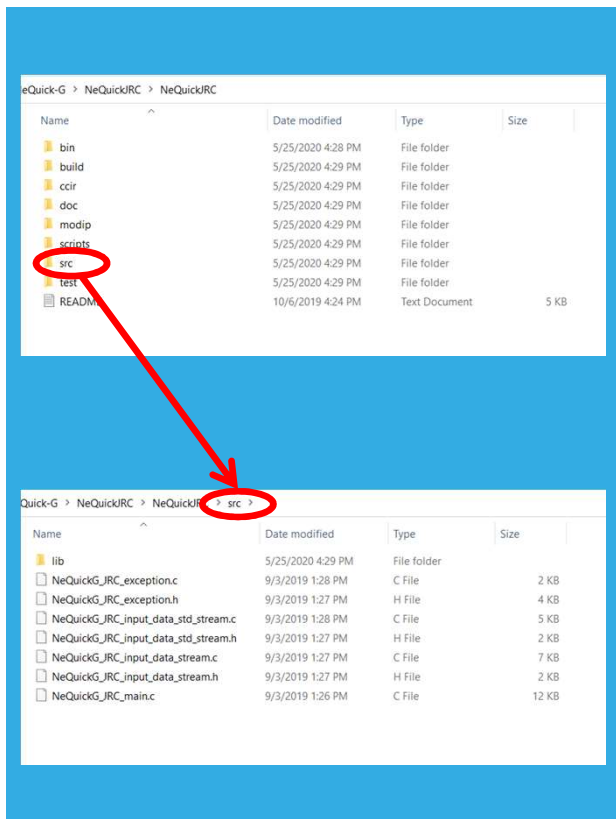 eQuick-G > NeQuickJRC > NeQuickJRC
Name Date modified Type Size
bin 5/25/2020 4:28 PM File folder
build 5/25/2020 4:29 PM File folder
ccir 5/25/2020 4:29 PM File folder
doc 5/25/2020 4:29 PM File folder
modip 5/25/2020 4:29 PM File folder
scripts 5/25/2020 4:29 PM File folder
src 5/25/2020 4:29 PM File folder
test 5/25/2020 4:29 PM File folder
READM 10/6/2019 4:24 PM Text Document 5 KB
Quick-G > NeQuickJRC > NeQuickJR > src >
Name Date modified Type Size
lib 5/25/2020 4:29 PM File folder
NeQuickG_JRC_exception.c 9/3/2019 1:28 PM C File 2 KB
NeQuickG_JRC_exception.h 9/3/2019 1:27 PM H File 4 KB
NeQuickG_JRC_input_data_std_stream.c 9/3/2019 1:28 PM C File 5 KB
NeQuickG_JRC_input_data_std_stream.h 9/3/2019 1:27 PM H File 2 KB
NeQuickG_JRC_input_data_stream.c 9/3/2019 1:27 PM C File 7 KB
NeQuickG_JRC_input_data_stream.h 9/3/2019 1:27 PM H File 2 KB
NeQuickG_JRC_main.c 9/3/2019 1:26 PM C File 12 KB